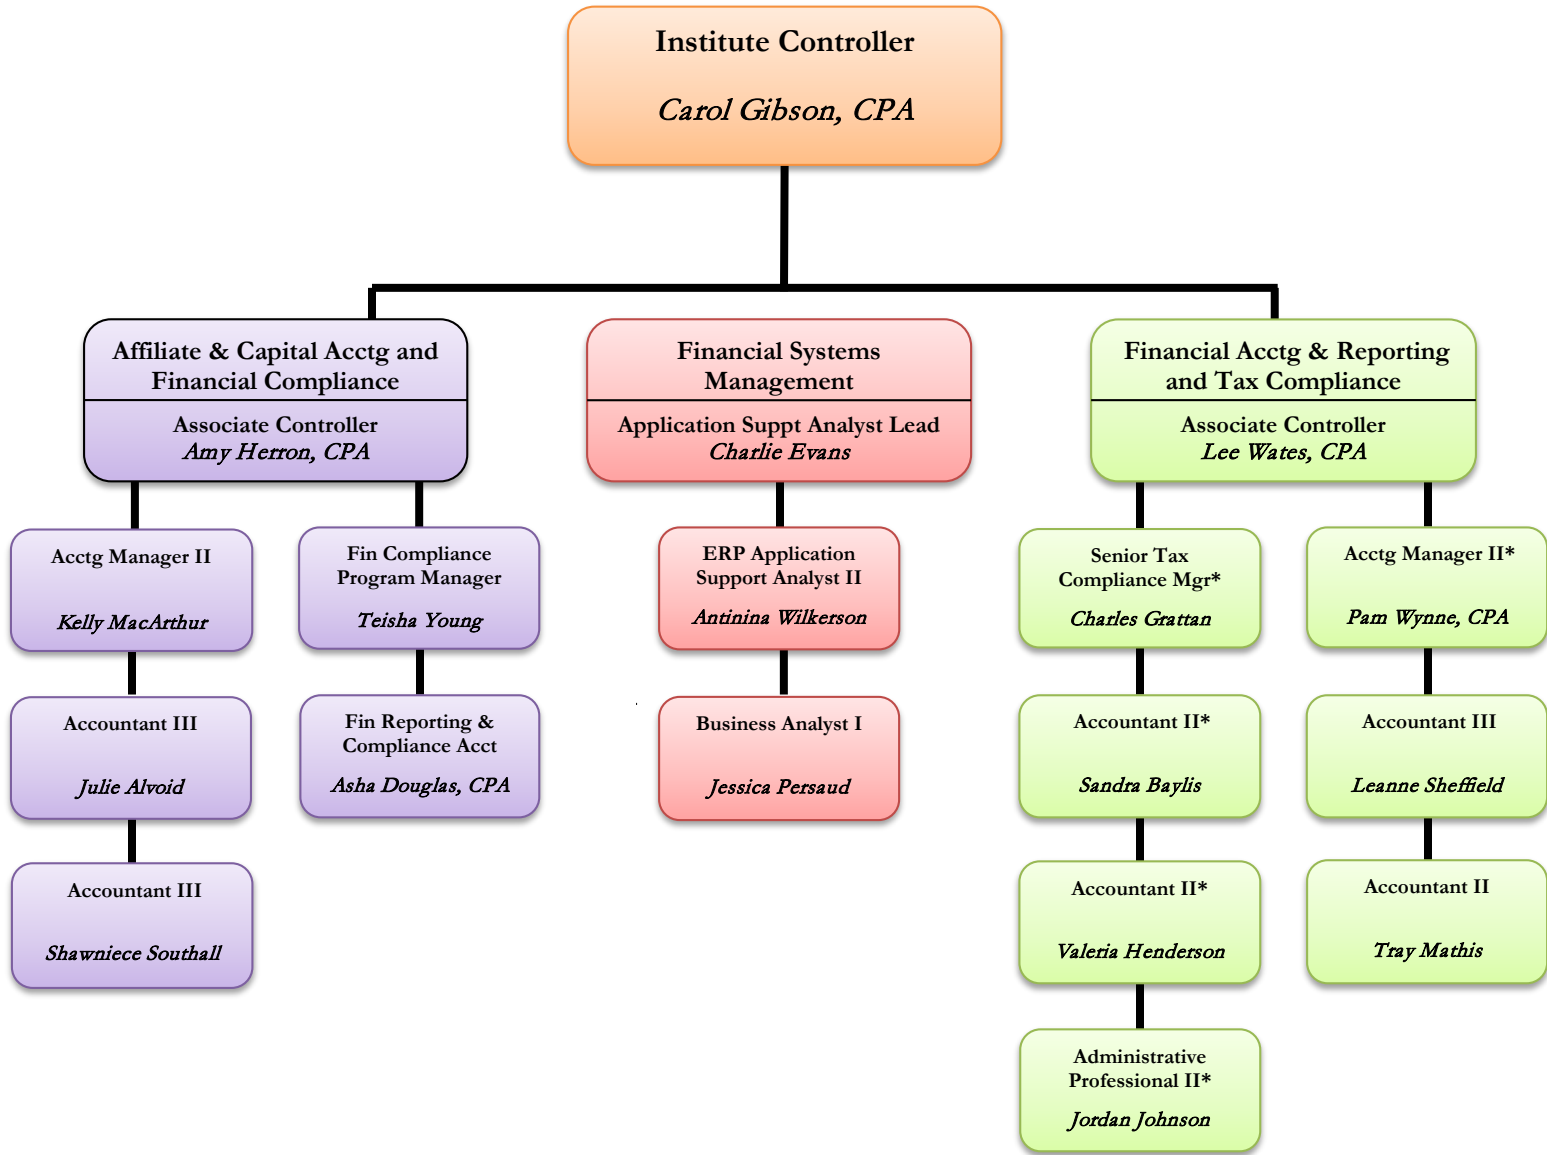 Institute Controller
Carol Gibson, CPA
Affiliate & Capital Acctg and
Financial Compliance
Associate Controller
Amy Herron, CPA
Financial Systems
Management
Application Suppt Analyst Lead
Charlie Evans
Financial Acctg & Reporting
and Tax Compliance
Associate Controller
Lee Wates, CPA
Acctg Manager II
Kelly MacArthur
Fin Compliance
Program Manager
Teisha Young
ERP Application
Support Analyst II
Antinina Wilkerson
Senior Tax
Compliance Mgr*
Charles Grattan
Acctg Manager II*
Pam Wynne, CPA
Accountant III
Julie Alvoid
Fin Reporting &
Compliance Acct
Asha Douglas, CPA
Business Analyst I
Jessica Persaud
Accountant II*
Sandra Baylis
Accountant III
Leanne Sheffield
Accountant III
Shawniece Southall
Accountant II*
Valeria Henderson
Accountant II
Tray Mathis
Administrative
Professional II*
Jordan Johnson